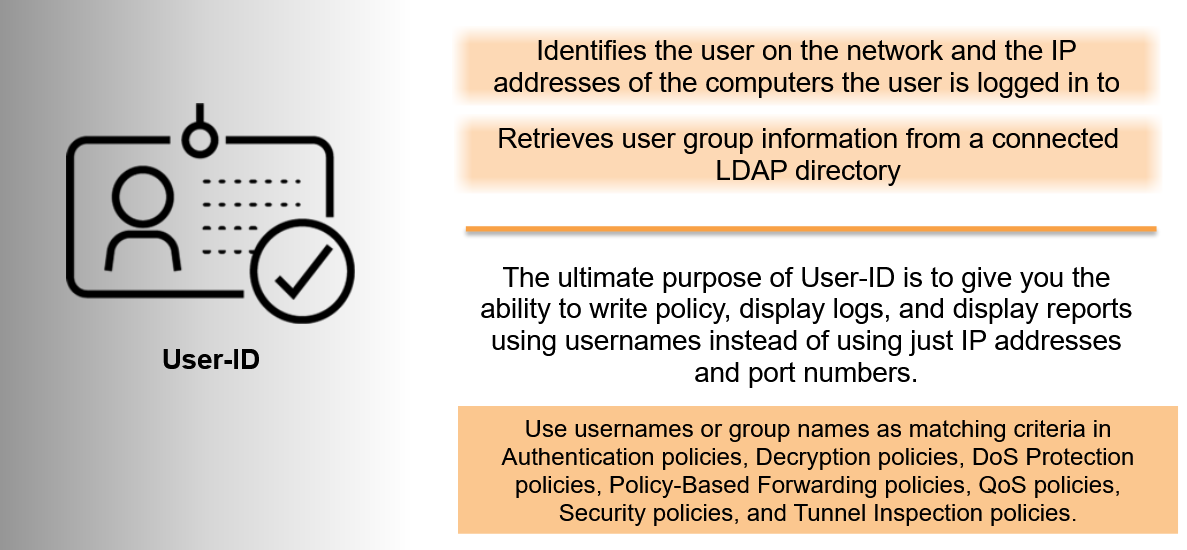 Identifies the user on the network and the IP
addresses of the computers the user is logged in to
Retrieves user group information from a connected
LDAP directory
The ultimate purpose of User-ID is to give you the
ability to write policy, display logs, and display reports
using usernames instead of using just IP addresses
and port numbers.
User-ID
Use usernames or group names as matching criteria in
Authentication policies, Decryption policies, DoS Protection
policies, Policy-Based Forwarding policies, QoS policies,
Security policies, and Tunnel Inspection policies.